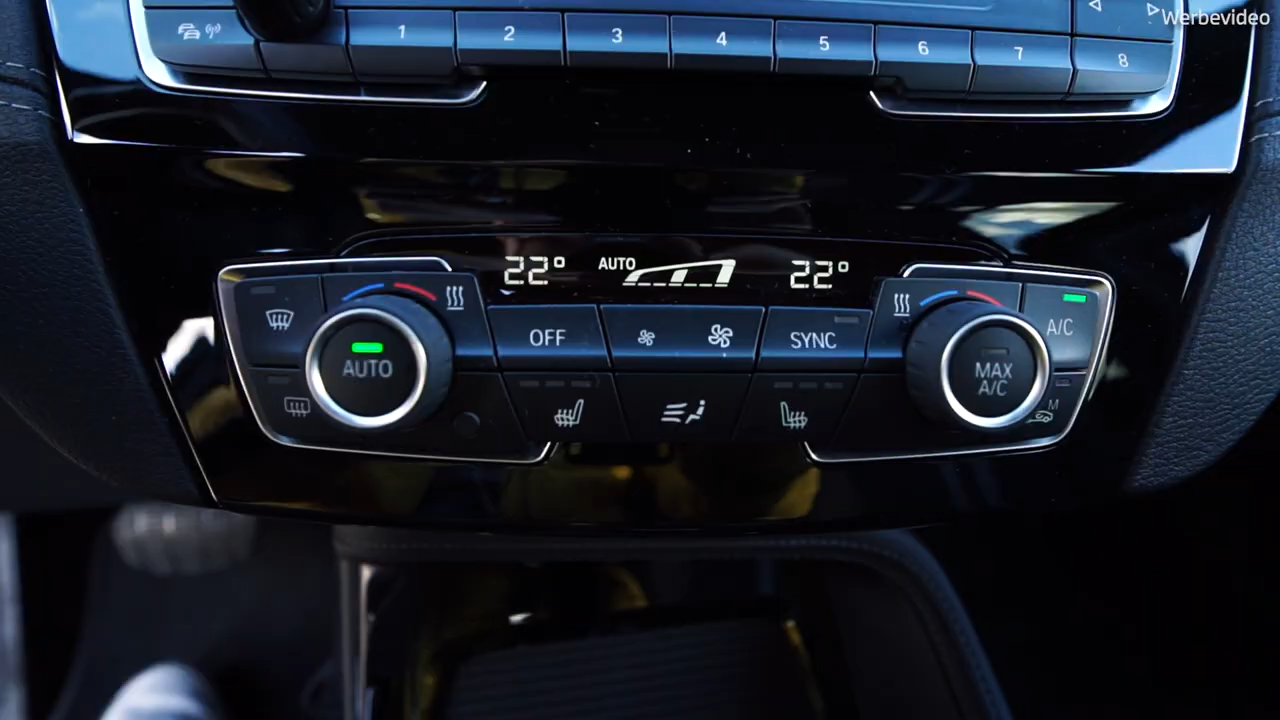 Werbevideo
1 2 3 4 5 6 7 8
22° AUTO 22°
AUTO
OFF
SYNC
MAX
A/C
A/C
M